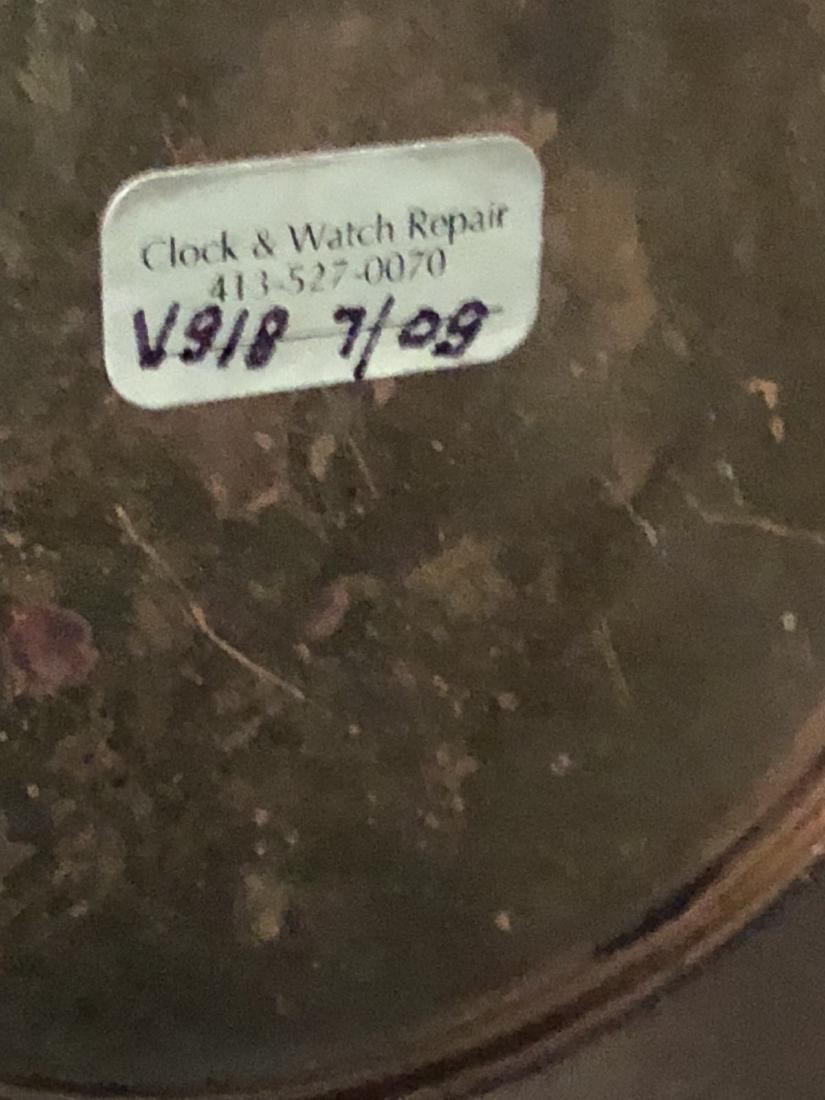 Clock & Watch Repair
413-527-0070
V918 7/09